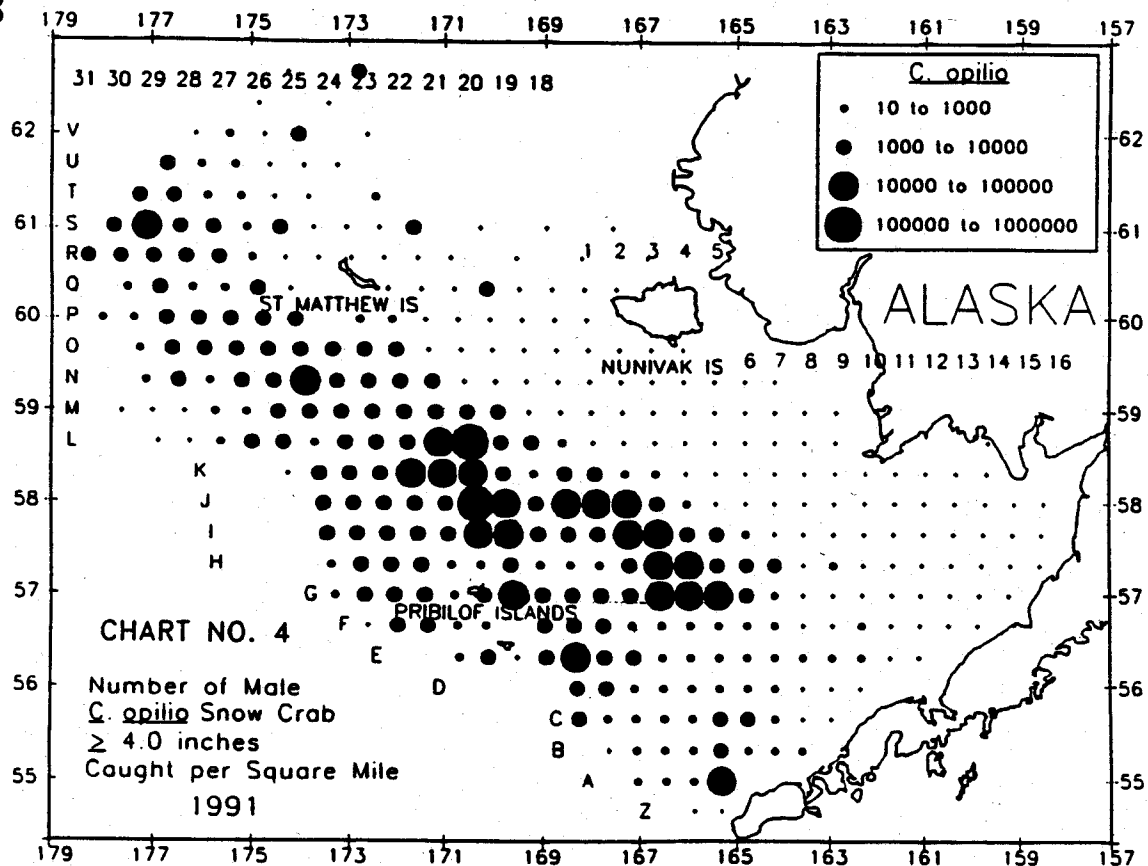 179 177 175 173 171 169 167 165 163 161 159 157
31 30 29 28 27 26 25 24 23 22 21 20 19 18
C. opilio
10 to 1000
1000 to 10000
10000 to 100000
100000 to 1000000
62 V 62
U
T
61 S 61
R 1 2 3 4 5
Q
ST MATTHEW IS
ALASKA
60 P 60
O
NUNIVAK IS 6 7 8 9 10 11 12 13 14 15 16
N
59 M 59
L
K
58 J 58
I
H
57 G 57
PRIBILOF ISLANDS
CHART NO. 4 F
E
56 D 56
Number of Male
C. opilio Snow Crab
≥ 4.0 inches
Caught per Square Mile
1991
C
B
55 A 55
Z
179 177 175 173 171 169 167 165 163 161 159 157